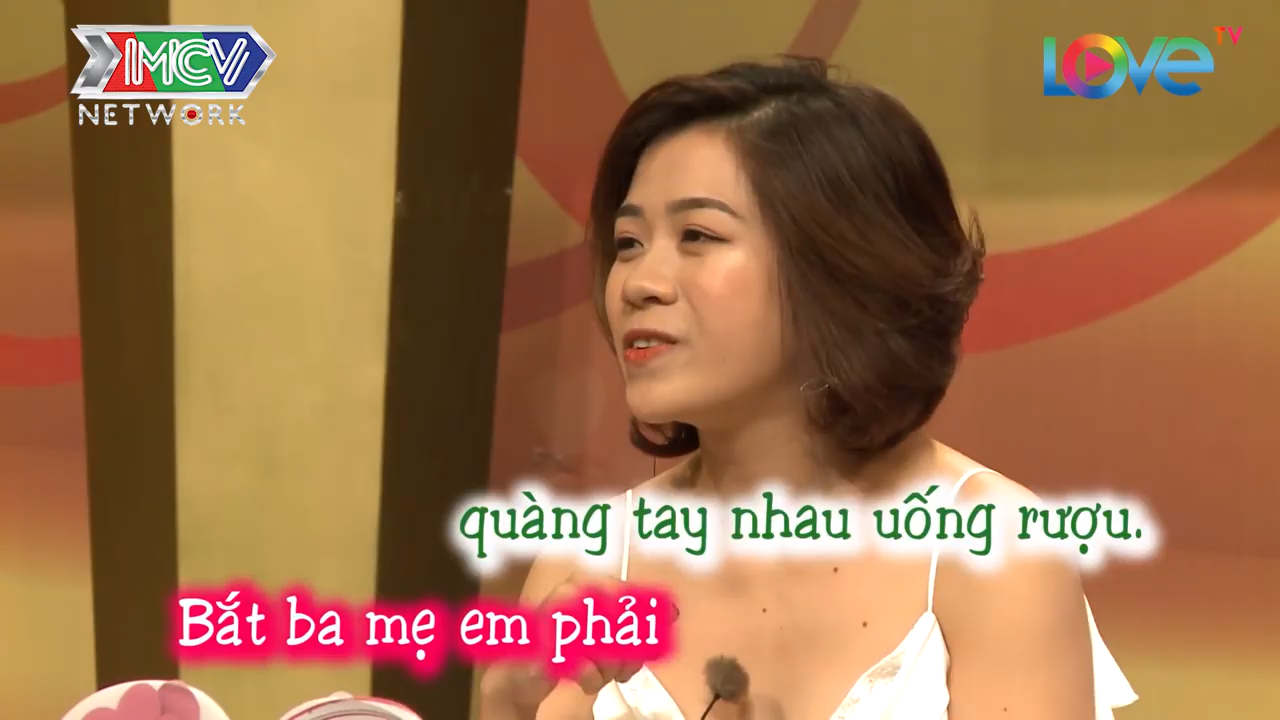 MCV
NETWORK
LOVE TV
quàng tay nhau uống rượu.
Bắt ba mẹ em phải